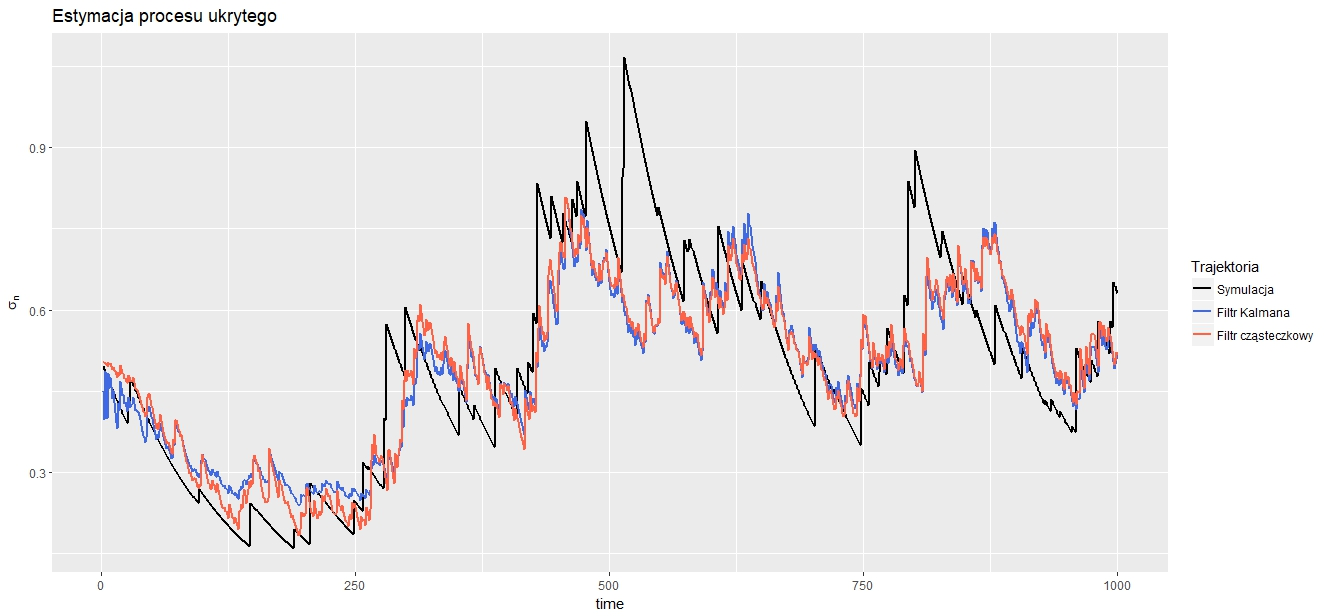 Estymacja procesu ukrytego
σn
0.9
0.6
0.3
0
250
500
750
1000
time
Trajektoria
Symulacja
Filtr Kalmana
Filtr cząsteczkowy